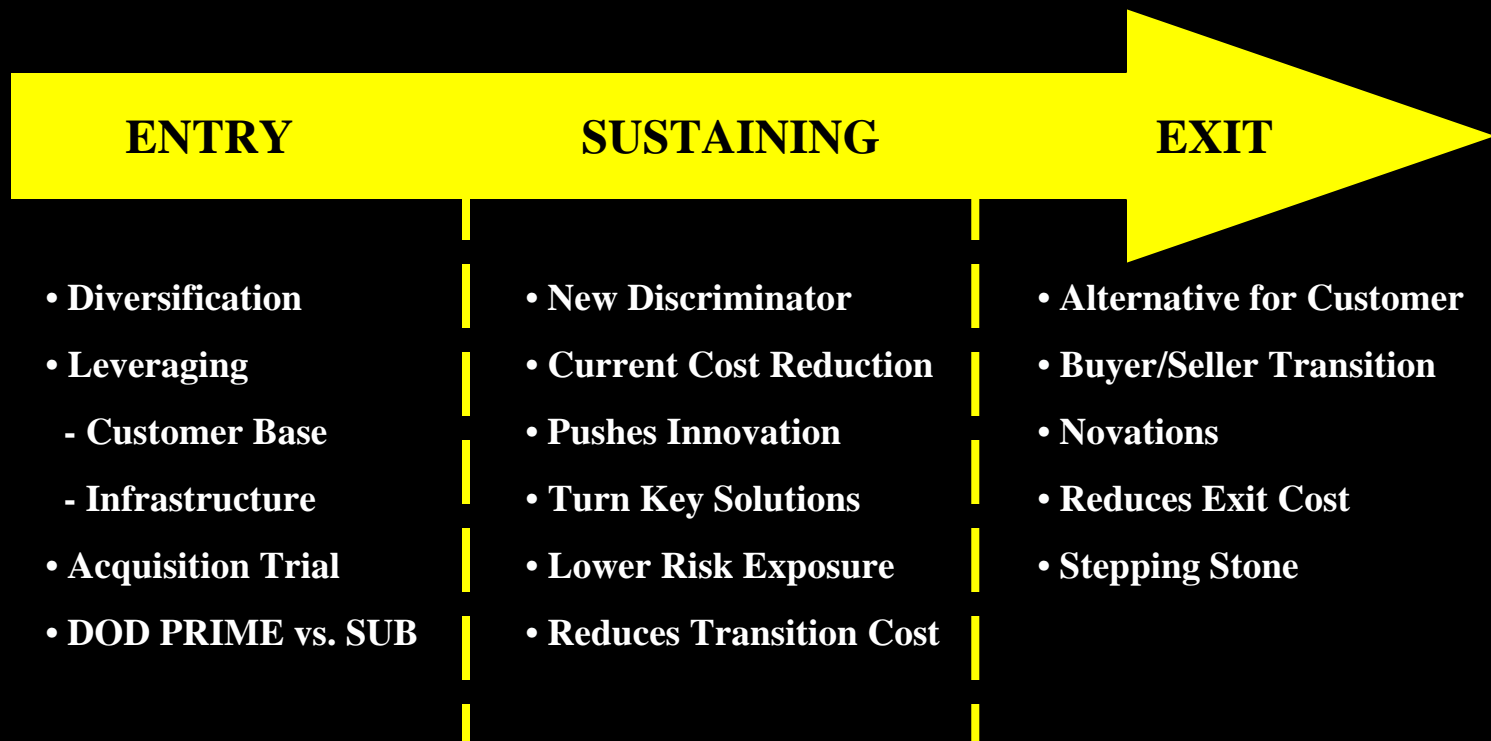 ENTRY
SUSTAINING
EXIT
• Diversification
• Leveraging
- Customer Base
- Infrastructure
• Acquisition Trial
• DOD PRIME vs. SUB
• New Discriminator
• Current Cost Reduction
• Pushes Innovation
• Turn Key Solutions
• Lower Risk Exposure
• Reduces Transition Cost
• Alternative for Customer
• Buyer/Seller Transition
• Novations
• Reduces Exit Cost
• Stepping Stone